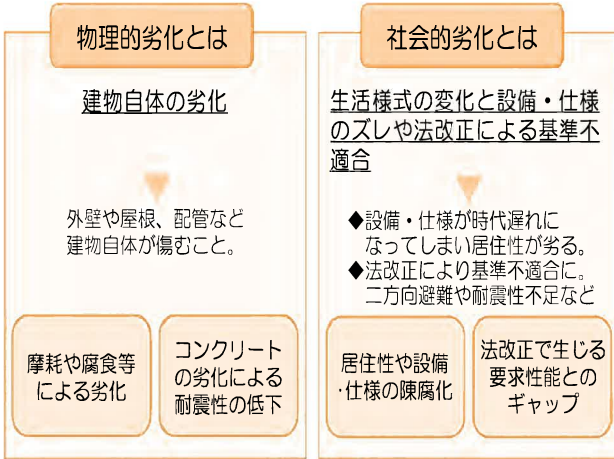 物理的劣化とは
建物自体の劣化
外壁や屋根、配管など
建物自体が傷むこと。
摩耗や腐食等
による劣化
コンクリート
の劣化による
耐震性の低下
社会的劣化とは
生活様式の変化と設備・仕様
のズレや法改正による基準不
適合
◆設備・仕様が時代遅れに
なってしまい居住性が劣る。
◆法改正により基準不適合に。
二方向避難や耐震性不足など
居住性や設備
・仕様の陳腐化
法改正で生じる
要求性能との
ギャップ